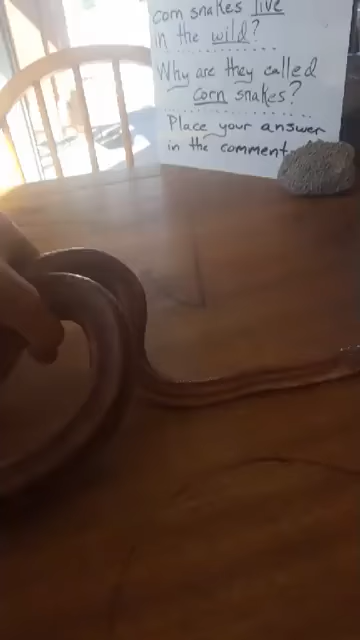 corn snakes live
in the wild?
Why are they called
corn snakes?
Place your answer
in the comment